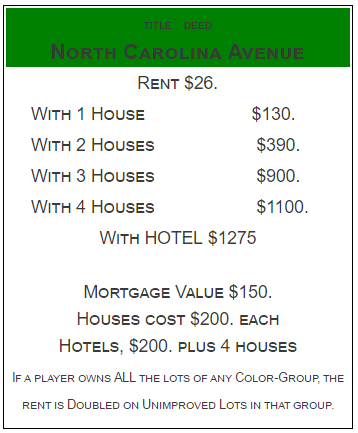 TITLE DEED
NORTH CAROLINA AVENUE
RENT $26.
WITH 1 HOUSE $130.
WITH 2 HOUSES $390.
WITH 3 HOUSES $900.
WITH 4 HOUSES $1100.
WITH HOTEL $1275
MORTGAGE VALUE $150.
HOUSES COST $200. EACH
HOTELS, $200. PLUS 4 HOUSES
IF A PLAYER OWNS ALL THE LOTS OF ANY COLOR-GROUP, THE
RENT IS DOUBLED ON UNIMPROVED LOTS IN THAT GROUP.